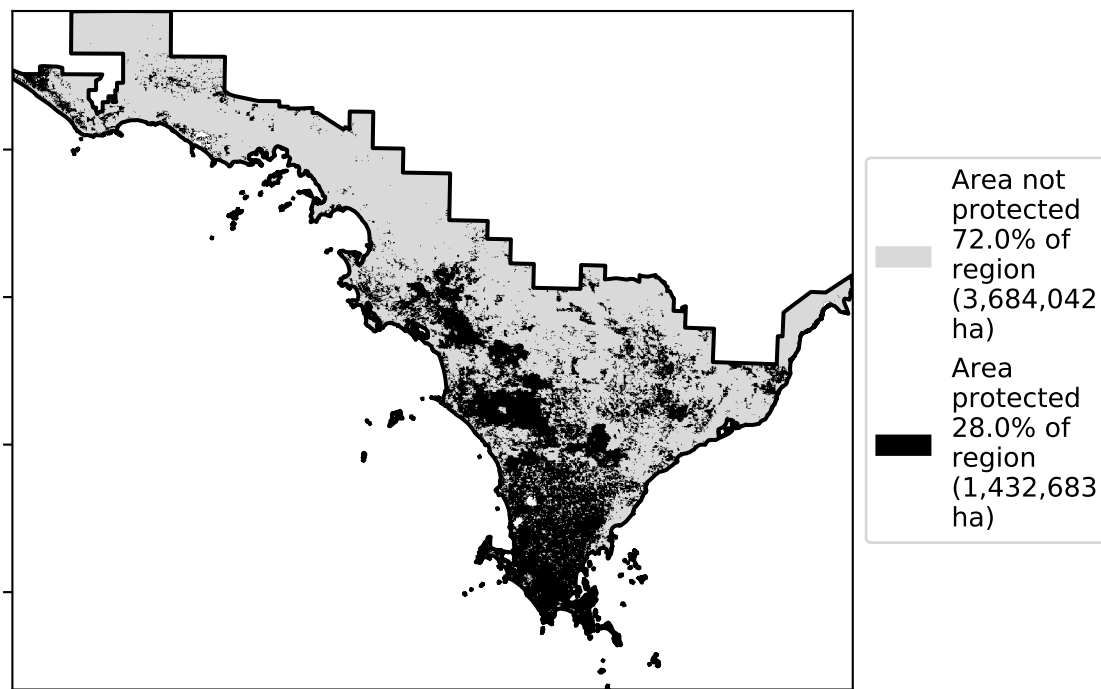 Area not
protected
72.0% of
region
(3,684,042
ha)
Area
protected
28.0% of
region
(1,432,683
ha)